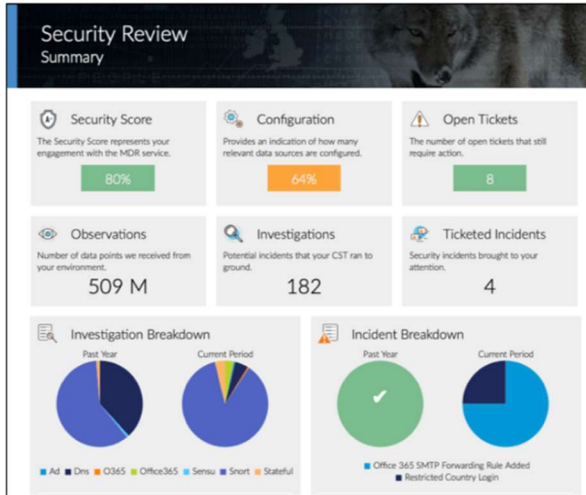 Security Review
Summary
Security Score
The Security Score represents your
engagement with the MDR service.
80%
Configuration
Provides an indication of how many
relevant data sources are configured.
64%
Open Tickets
The number of open tickets that still
require action.
8
Observations
Number of data points we received from
your environment.
509 M
Investigations
Potential incidents that your CST ran to
ground.
182
Ticketed Incidents
Security incidents brought to your
attention.
4
Investigation Breakdown
Past Year
Current Period
Ad Dns O365 Office365 Sensu Snort Stateful
Incident Breakdown
Past Year
Current Period
Office 365 SMTP Forwarding Rule Added
Restricted Country Login